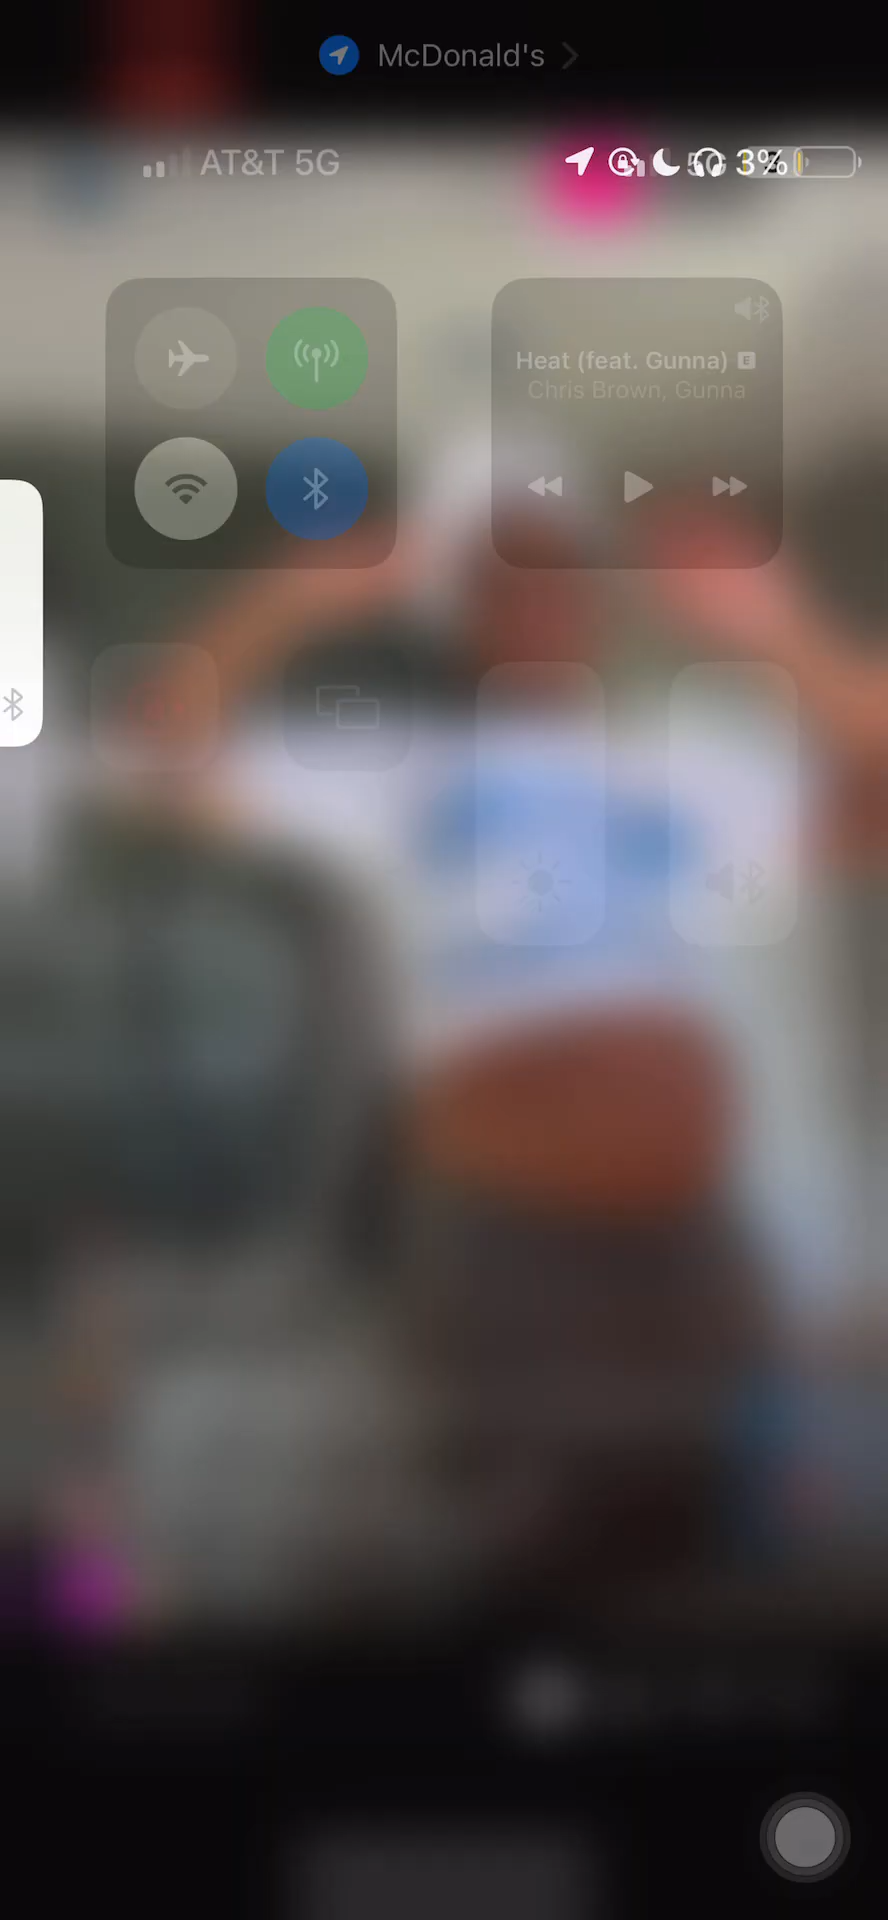 McDonald's
AT&T 5G
3%
Heat (feat. Gunna) E
Chris Brown, Gunna